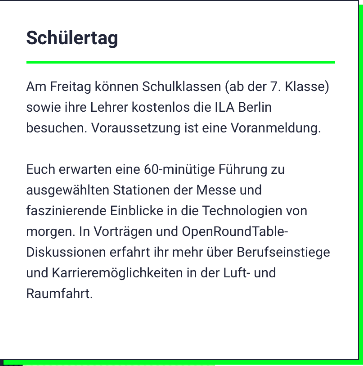 Schülertag
Am Freitag können Schulklassen (ab der 7. Klasse)
sowie ihre Lehrer kostenlos die ILA Berlin
besuchen. Voraussetzung ist eine Voranmeldung.
Euch erwarten eine 60-minütige Führung zu
ausgewählten Stationen der Messe und
faszinierende Einblicke in die Technologien von
morgen. In Vorträgen und OpenRoundTable-
Diskussionen erfahrt ihr mehr über Berufseinstiege
und Karrieremöglichkeiten in der Luft- und
Raumfahrt.